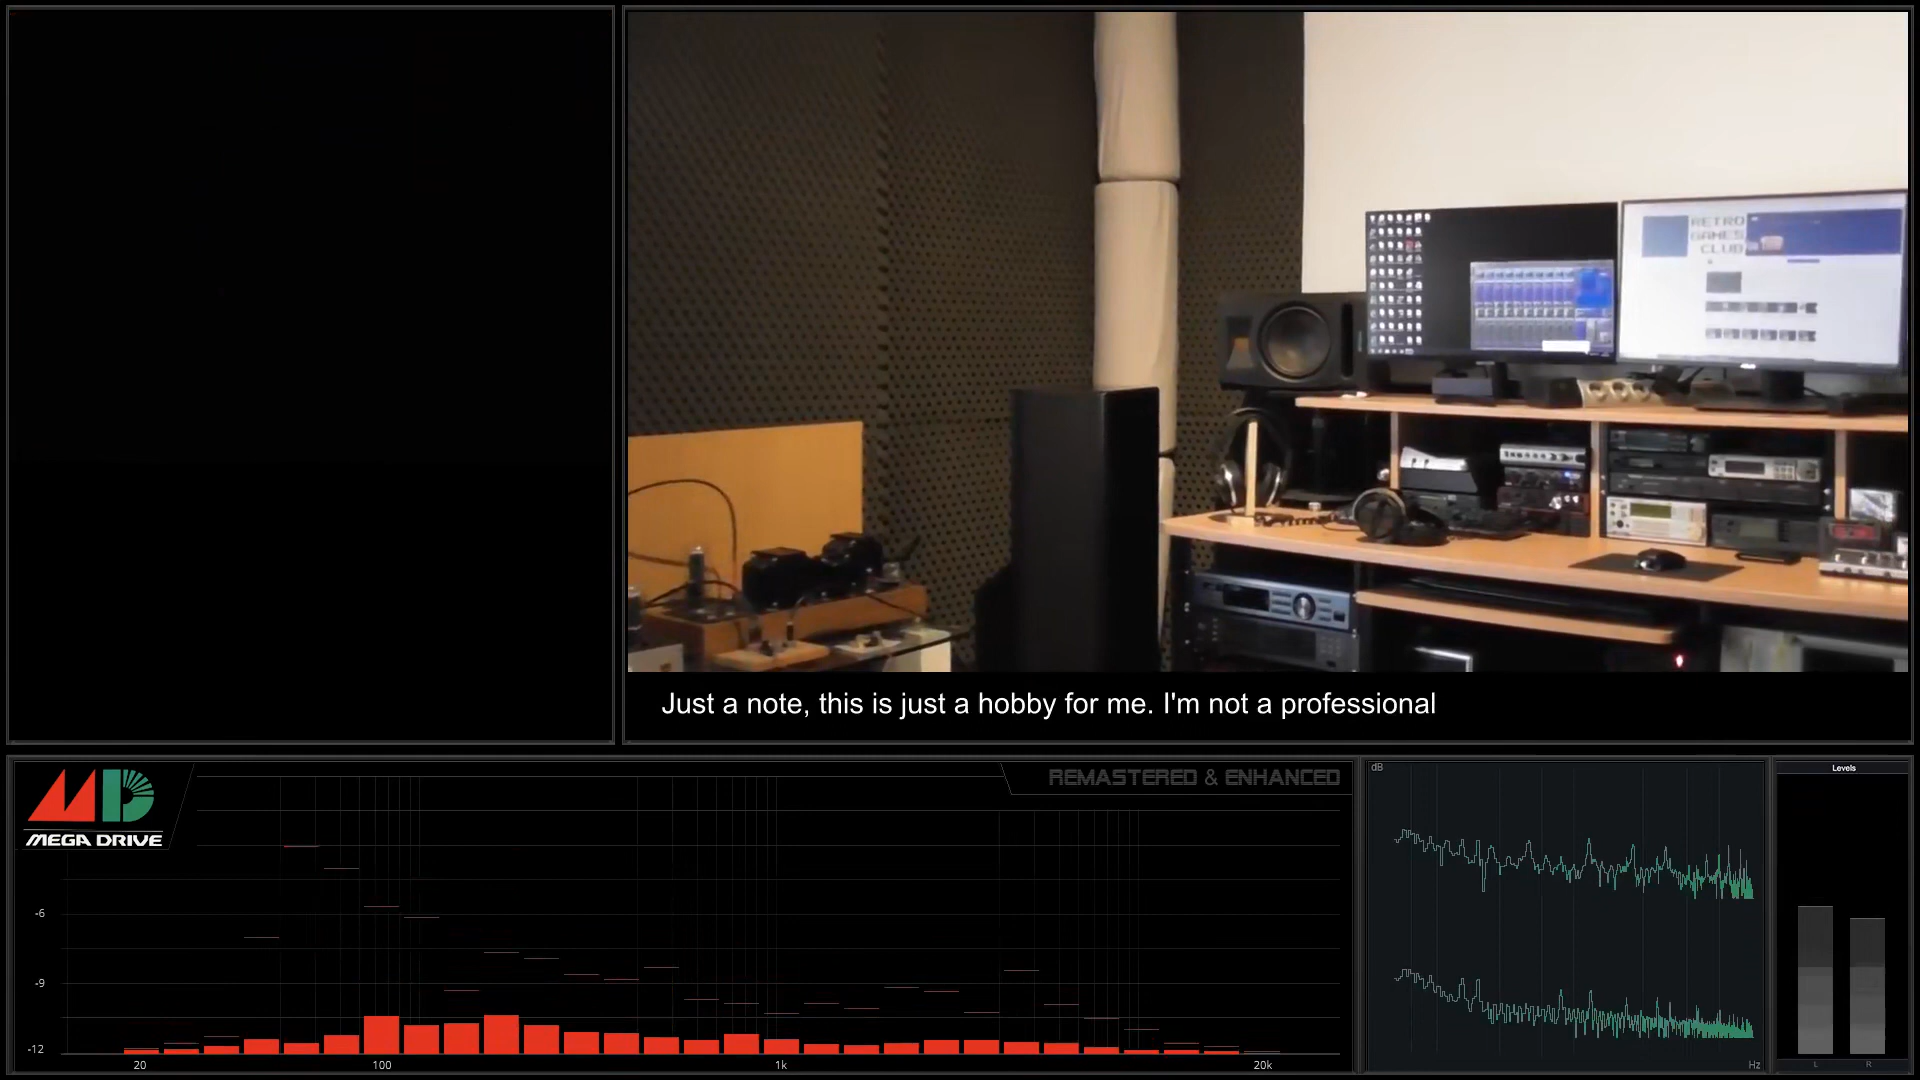 RETRO
GAMES
CLUB
Just a note, this is just a hobby for me. I'm not a professional
MEGA DRIVE
REMASTERED & ENHANCED
dB
Levels
-6
-9
-12
20
100
1k
20k
Hz
L
R